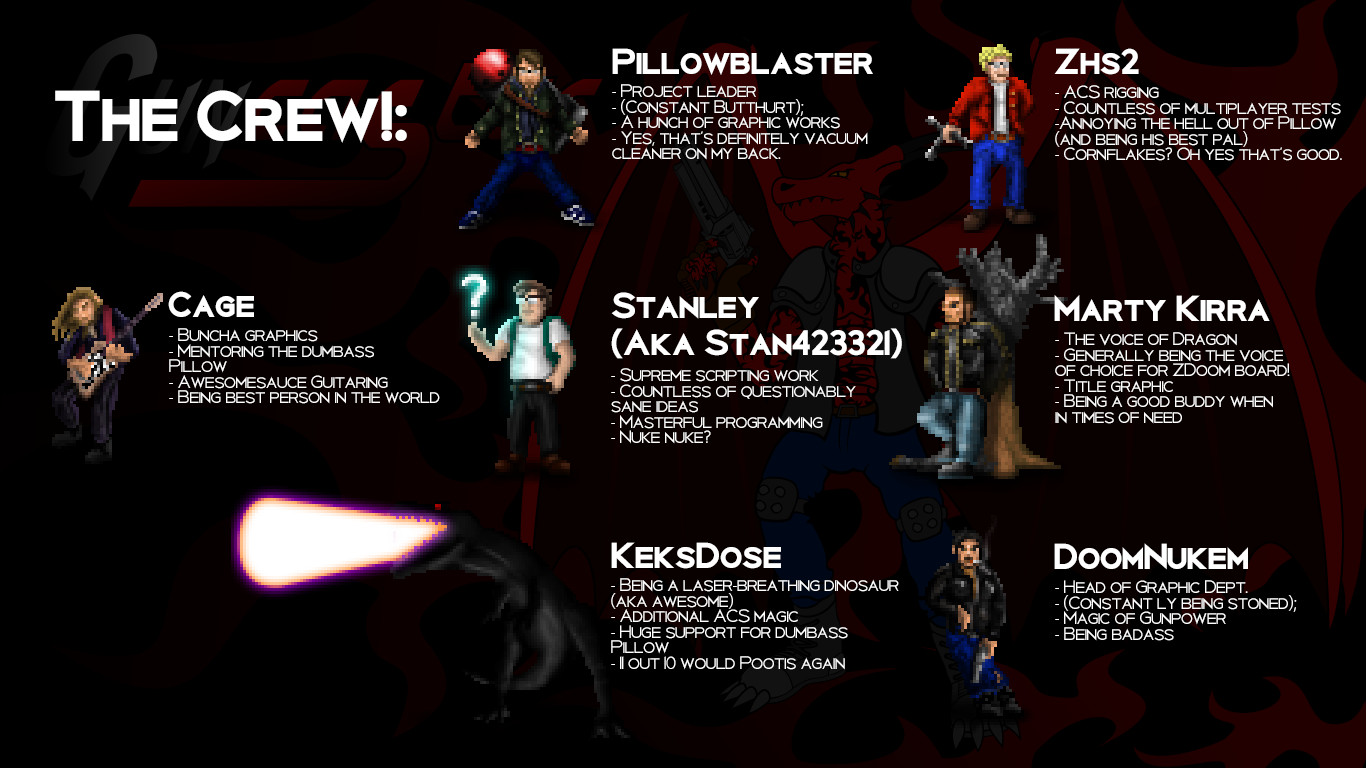 The Crew!:
Pillowblaster
- Project leader
- (Constant Butthurt);
- A hunch of graphic works
- Yes, that's definitely vacuum
cleaner on my back.
Zhs2
- ACS rigging
- Countless of multiplayer tests
-Annoying the hell out of Pillow
(and being his best pal)
- Cornflakes? Oh yes that's good.
Cage
- Buncha graphics
- Mentoring the dumbass
Pillow
- Awesomesauce Guitaring
- Being best person in the world
?
Stanley
(Aka Stan423321)
- Supreme scripting work
- Countless of questionably
sane ideas
- Masterful programming
- Nuke nuke?
Marty Kirra
- The voice of Dragon
- Generally being the voice
of choice for ZDoom board!
- Title graphic
- Being a good buddy when
in times of need
KeksDose
- Being a laser-breathing dinosaur
(aka awesome)
- Additional ACS magic
- Huge support for dumbass
Pillow
- 11 out 10 would Pootis again
DoomNukem
- Head of Graphic Dept.
- (Constant ly being stoned);
- Magic of Gunpower
- Being badass